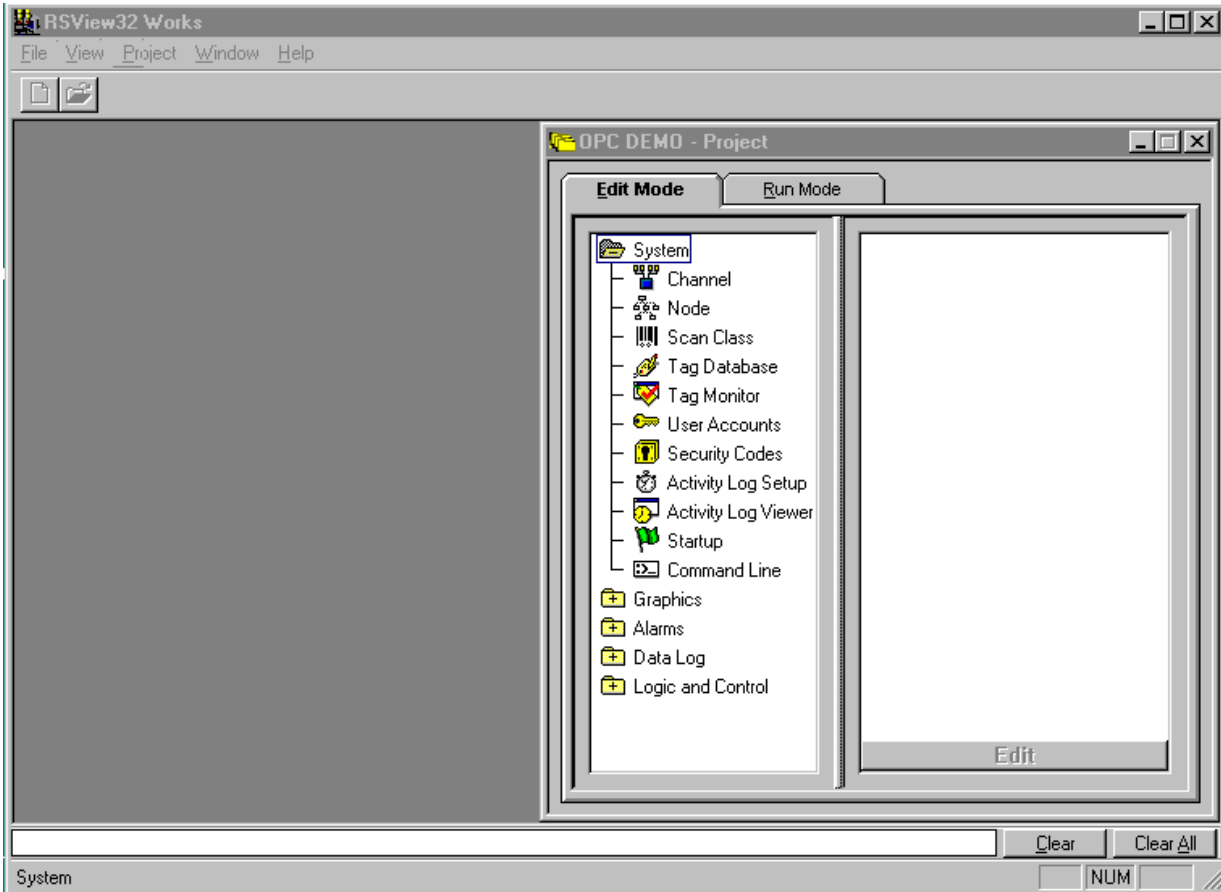 RSView32 Works
File View Project Window Help
OPC DEMO - Project
Edit Mode Run Mode
System
Channel
Node
Scan Class
Tag Database
Tag Monitor
User Accounts
Security Codes
Activity Log Setup
Activity Log Viewer
Startup
Command Line
Graphics
Alarms
Data Log
Logic and Control
Edit
Clear Clear All
System NUM